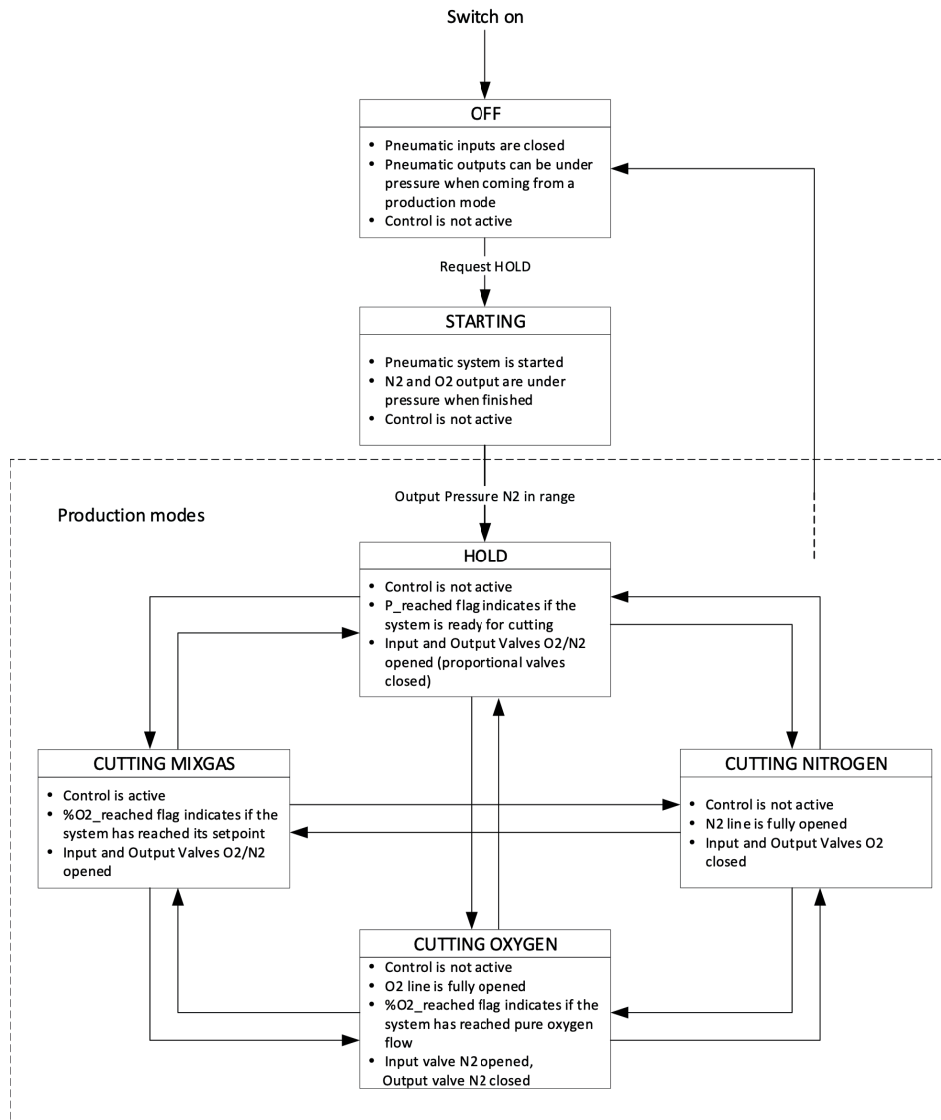 Switch on
OFF
• Pneumatic inputs are closed
• Pneumatic outputs can be under
pressure when coming from a
production mode
• Control is not active
Request HOLD
STARTING
• Pneumatic system is started
• N2 and O2 output are under
pressure when finished
• Control is not active
Output Pressure N2 in range
Production modes
HOLD
• Control is not active
• P_reached flag indicates if the
system is ready for cutting
• Input and Output Valves O2/N2
opened (proportional valves
closed)
CUTTING MIXGAS
• Control is active
• %O2_reached flag indicates if the
system has reached its setpoint
• Input and Output Valves O2/N2
opened
CUTTING NITROGEN
• Control is not active
• N2 line is fully opened
• Input and Output Valves O2
closed
CUTTING OXYGEN
• Control is not active
• O2 line is fully opened
• %O2_reached flag indicates if the
system has reached pure oxygen
flow
• Input valve N2 opened,
Output valve N2 closed